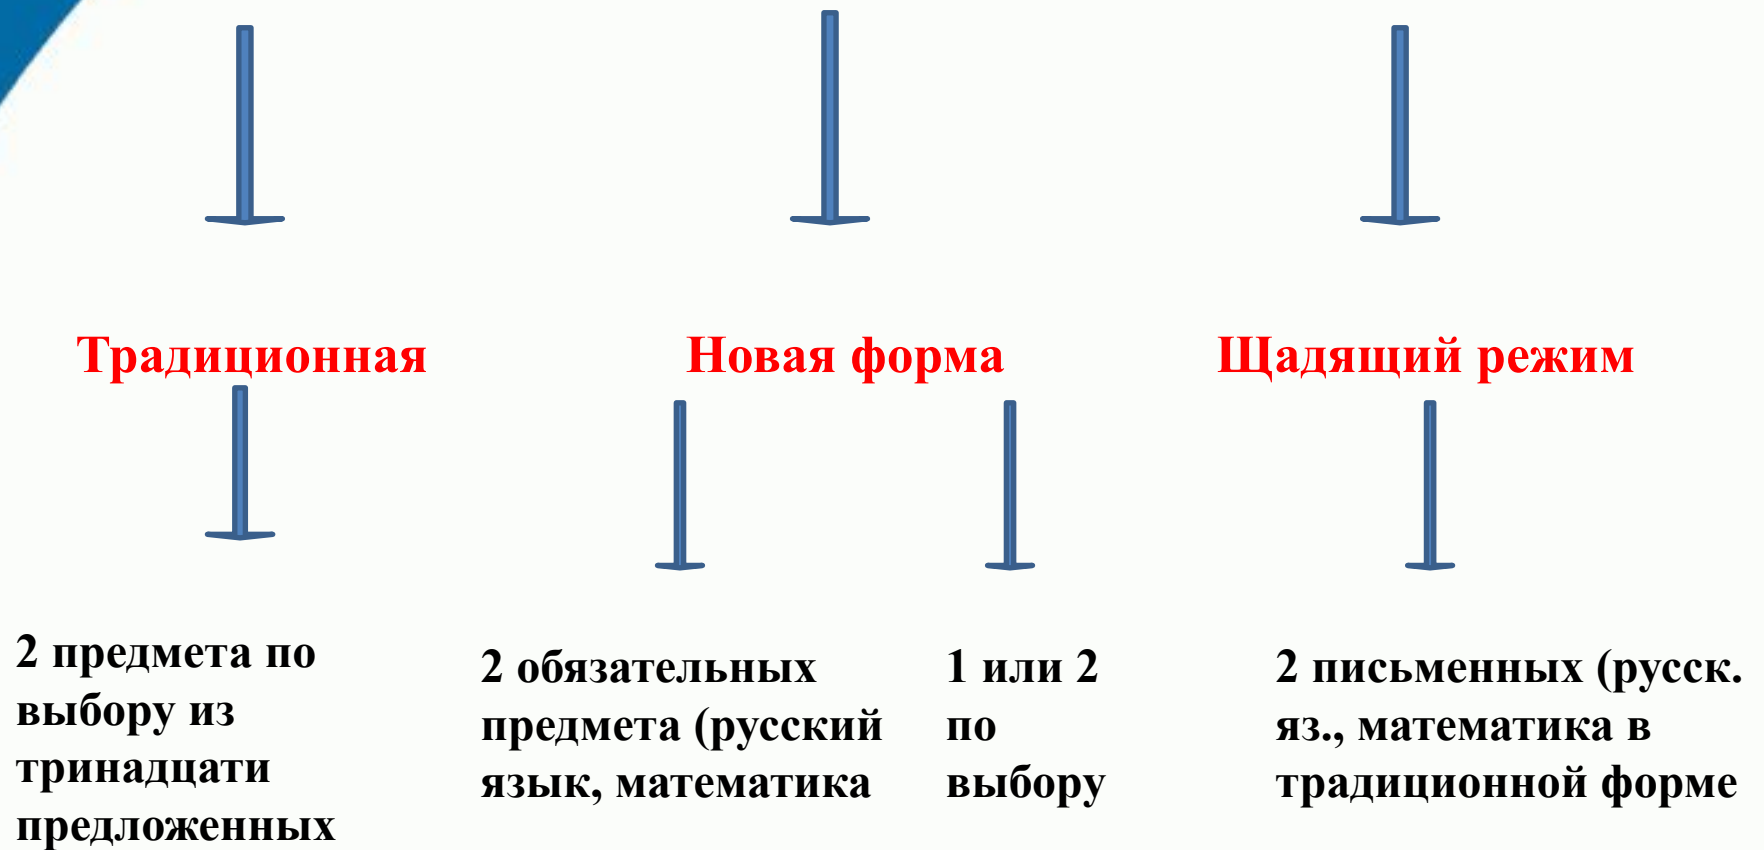 Традиционная
Новая форма
Щадящий режим
2 предмета по
выбору из
тринадцати
предложенных
2 обязательных
предмета (русский
язык, математика
1 или 2
по
выбору
2 письменных (русск.
яз., математика в
традиционной форме